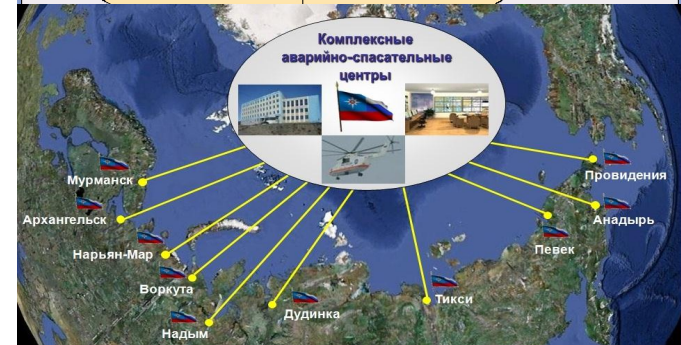 Комплексные
аварийно-спасательные
центры
Мурманск
Провидения
Архангельск
Анадырь
Нарьян-Мар
Певек
Воркута
Тикси
Дудинка
Надым